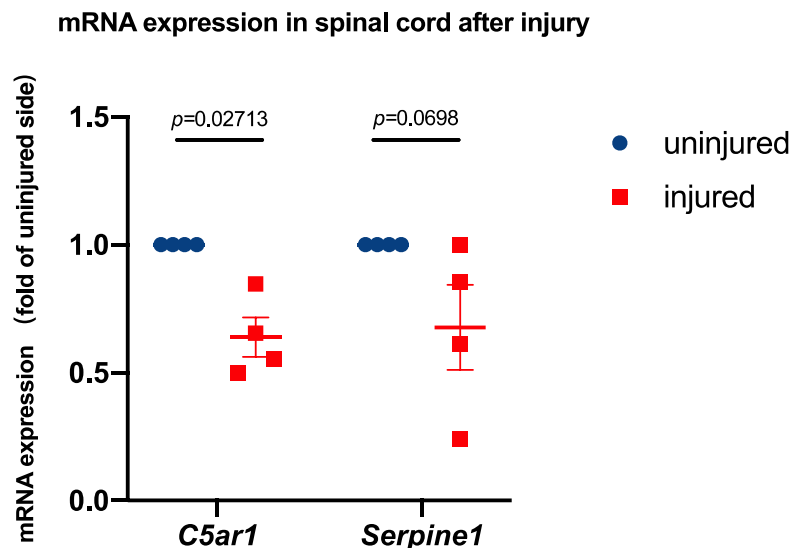 mRNA expression in spinal cord after injury
mRNA expression (fold of uninjured side)
1.5
1.0
0.5
0.0
p=0.02713
p=0.0698
C5ar1
Serpine1
uninjured
injured